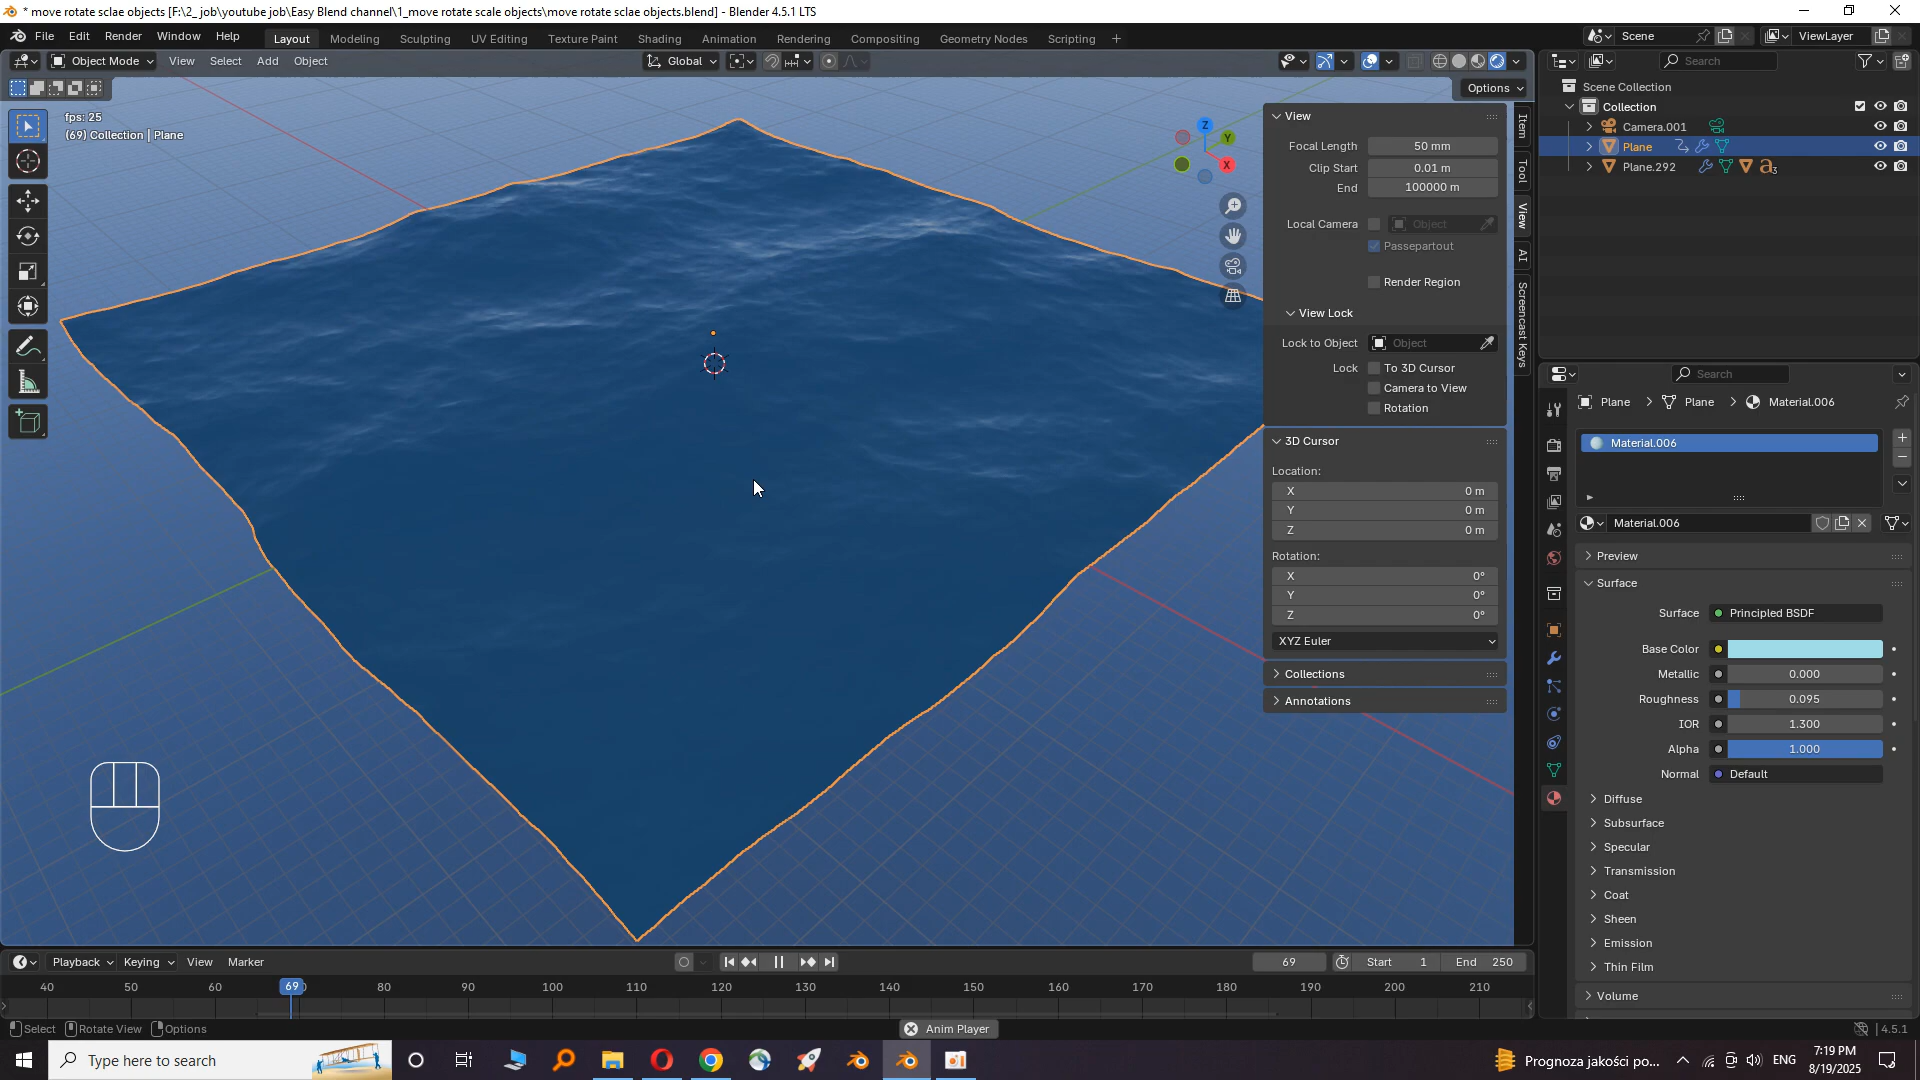 * move rotate sclae objects [F:\2_ job\youtube job\Easy Blend channel\1_move rotate scale objects\move rotate sclae objects.blend] - Blender 4.5.1 LTS
File Edit Render Window Help Layout Modeling Sculpting UV Editing Texture Paint Shading Animation Rendering Compositing Geometry Nodes Scripting + Scene ViewLayer
Object Mode View Select Add Object Global Search
Options
Scene Collection
Collection
Camera.001
Plane
Plane.292
fps: 25
(69) Collection | Plane
Z
Y
X
View
Focal Length 50 mm
Clip Start 0.01 m
End 100000 m
Local Camera Object
Passepartout
Render Region
View Lock
Lock to Object Object
Lock To 3D Cursor
Camera to View
Rotation
3D Cursor
Location:
X 0 m
Y 0 m
Z 0 m
Rotation:
X 0°
Y 0°
Z 0°
XYZ Euler
Collections
Annotations
Item
Tool
View
AI
Screencast Keys
Search
Plane Plane Material.006
Material.006
Material.006
Preview
Surface
Surface Principled BSDF
Base Color
Metallic 0.000
Roughness 0.095
IOR 1.300
Alpha 1.000
Normal Default
Diffuse
Subsurface
Specular
Transmission
Coat
Sheen
Emission
Thin Film
Volume
Playback Keying View Marker 69 Start 1 End 250
40 50 60 69 80 90 100 110 120 130 140 150 160 170 180 190 200 210
Select Rotate View Options Anim Player 4.5.1
Type here to search Prognoza jakości po... ENG 7:19 PM
8/19/2025